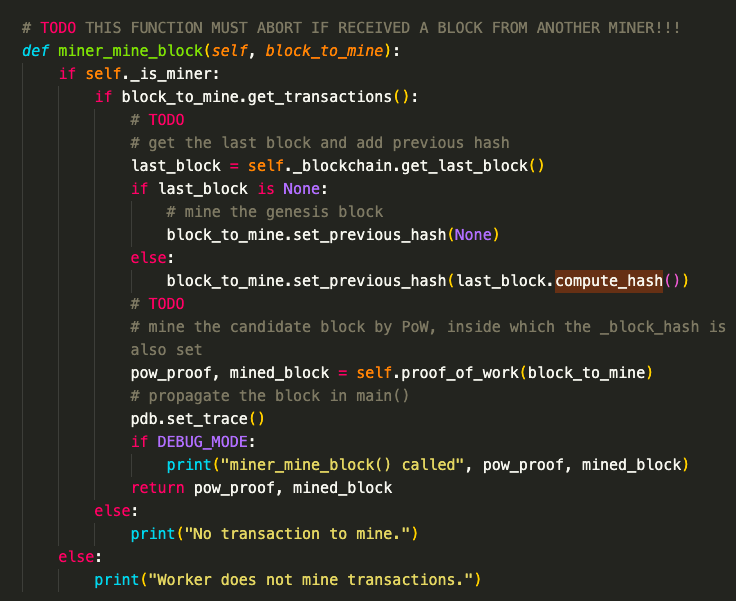 # TODO THIS FUNCTION MUST ABORT IF RECEIVED A BLOCK FROM ANOTHER MINER!!!
def miner_mine_block(self, block_to_mine):
    if self._is_miner:
        if block_to_mine.get_transactions():
            # TODO
            # get the last block and add previous hash
            last_block = self._blockchain.get_last_block()
            if last_block is None:
                # mine the genesis block
                block_to_mine.set_previous_hash(None)
            else:
                block_to_mine.set_previous_hash(last_block.compute_hash())
            # TODO
            # mine the candidate block by PoW, inside which the _block_hash is
            also set
            pow_proof, mined_block = self.proof_of_work(block_to_mine)
            # propagate the block in main()
            pdb.set_trace()
            if DEBUG_MODE:
                print("miner_mine_block() called", pow_proof, mined_block)
            return pow_proof, mined_block
        else:
            print("No transaction to mine.")
    else:
        print("Worker does not mine transactions.")